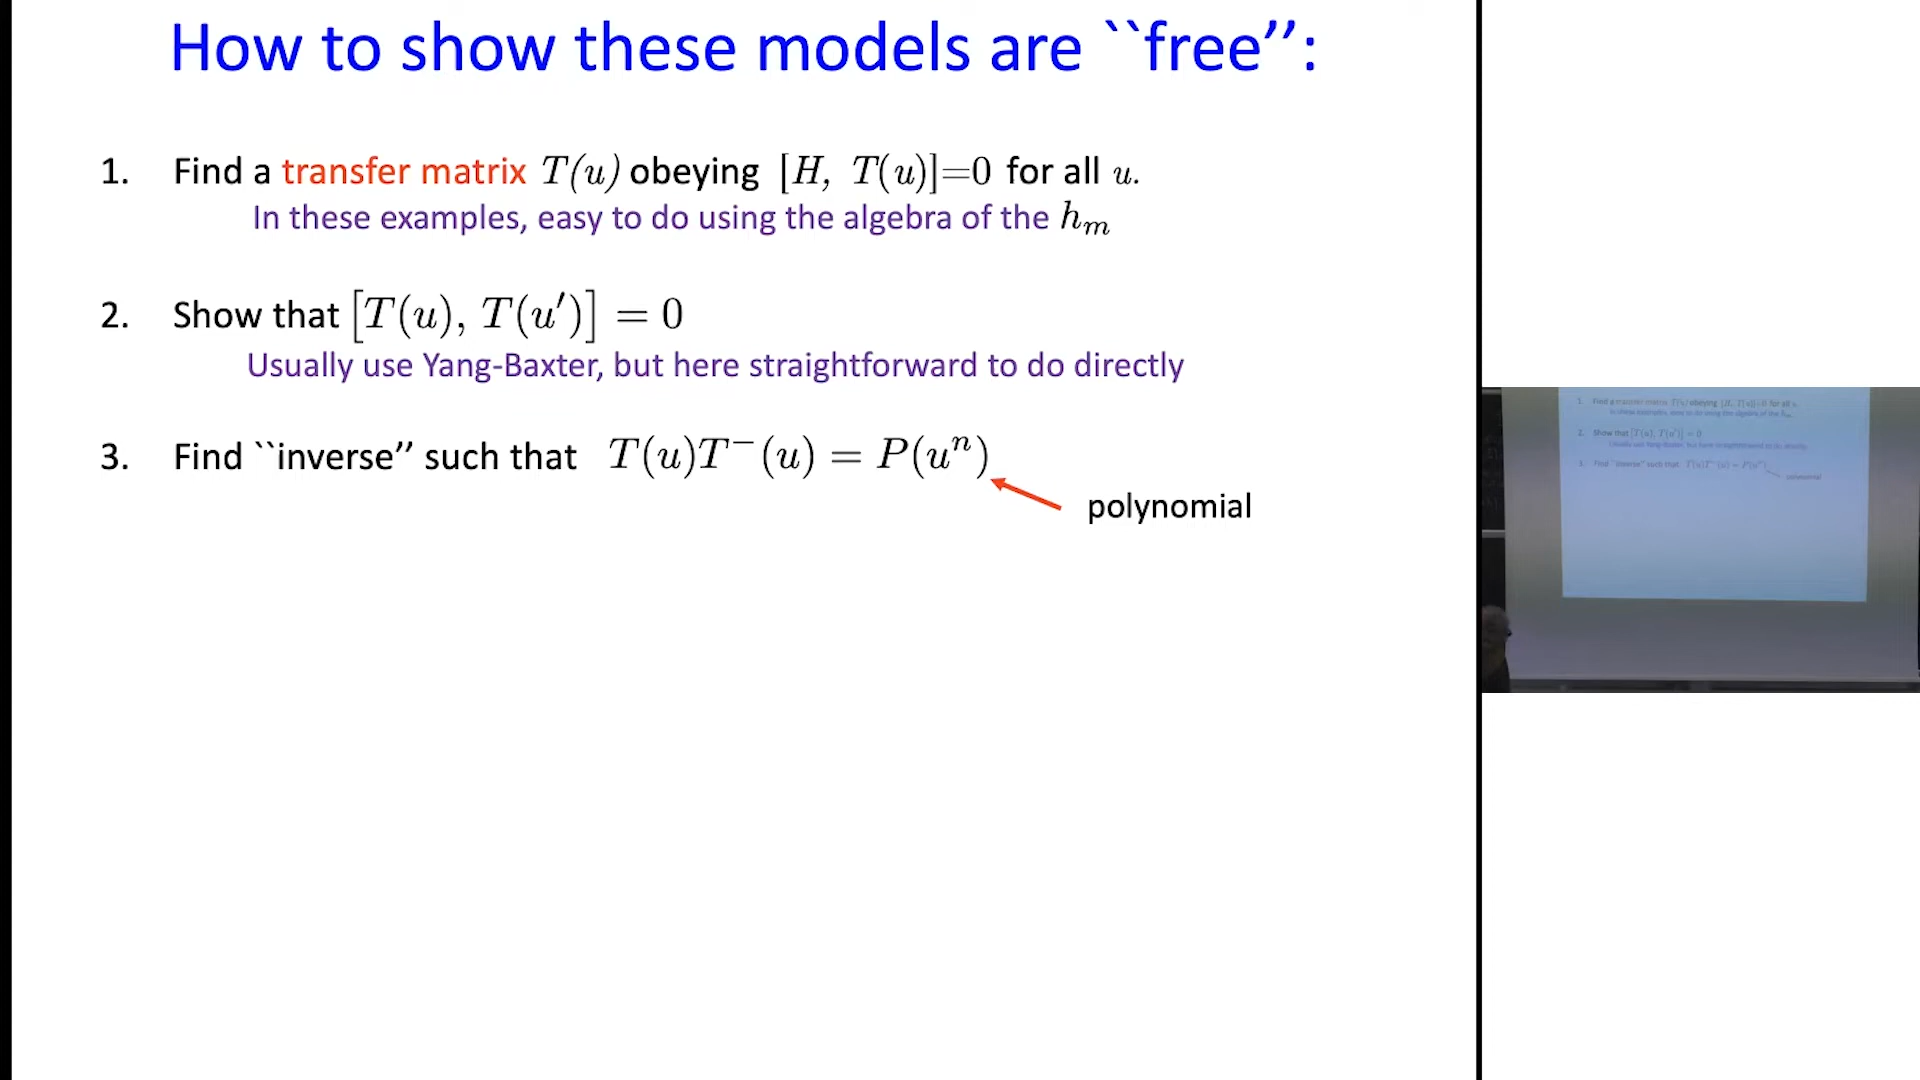 How to show these models are ``free’’:
1. Find a transfer matrix T(u) obeying [H, T(u)]=0 for all u.
In these examples, easy to do using the algebra of the hₘ
2. Show that [T(u), T(u′)] = 0
Usually use Yang-Baxter, but here straightforward to do directly
3. Find ``inverse’’ such that T(u)T⁻(u) = P(uⁿ)
polynomial